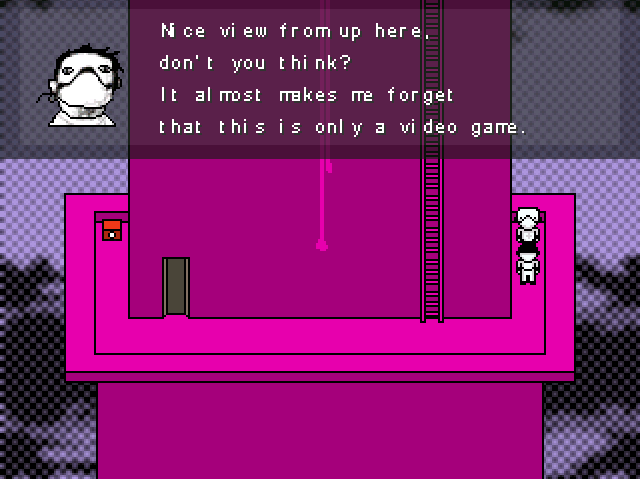 Nice view from up here,
don't you think?
It almost makes me forget
that this is only a video game.